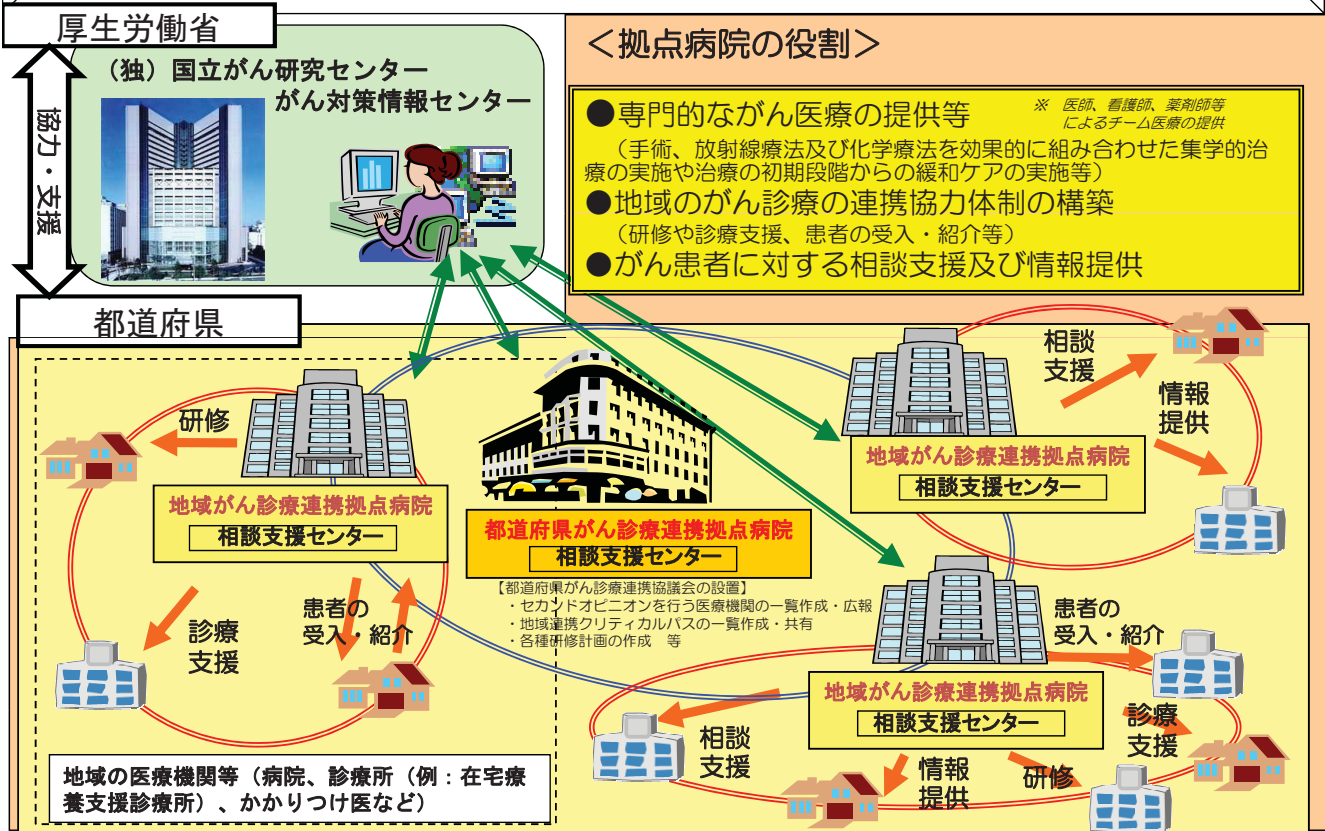 厚生労働省
協力・支援
（独）国立がん研究センター
がん対策情報センター
＜拠点病院の役割＞
●専門的ながん医療の提供等
※ 医師、看護師、薬剤師等
によるチーム医療の提供
（手術、放射線療法及び化学療法を効果的に組み合わせた集学的治
療の実施や治療の初期段階からの緩和ケアの実施等）
●地域のがん診療の連携協力体制の構築
（研修や診療支援、患者の受入・紹介等）
●がん患者に対する相談支援及び情報提供
都道府県
研修
地域がん診療連携拠点病院
相談支援センター
診療
支援
患者の
受入・紹介
地域の医療機関等（病院、診療所（例：在宅療
養支援診療所）、かかりつけ医など）
都道府県がん診療連携拠点病院
相談支援センター
【都道府県がん診療連携協議会の設置】
・セカンドオピニオンを行う医療機関の一覧作成・広報
・地域連携クリティカルパスの一覧作成・共有
・各種研修計画の作成　等
相談
支援
情報
提供
地域がん診療連携拠点病院
相談支援センター
患者の
受入・紹介
地域がん診療連携拠点病院
相談支援センター
診療
支援
相談
支援
情報
提供
研修